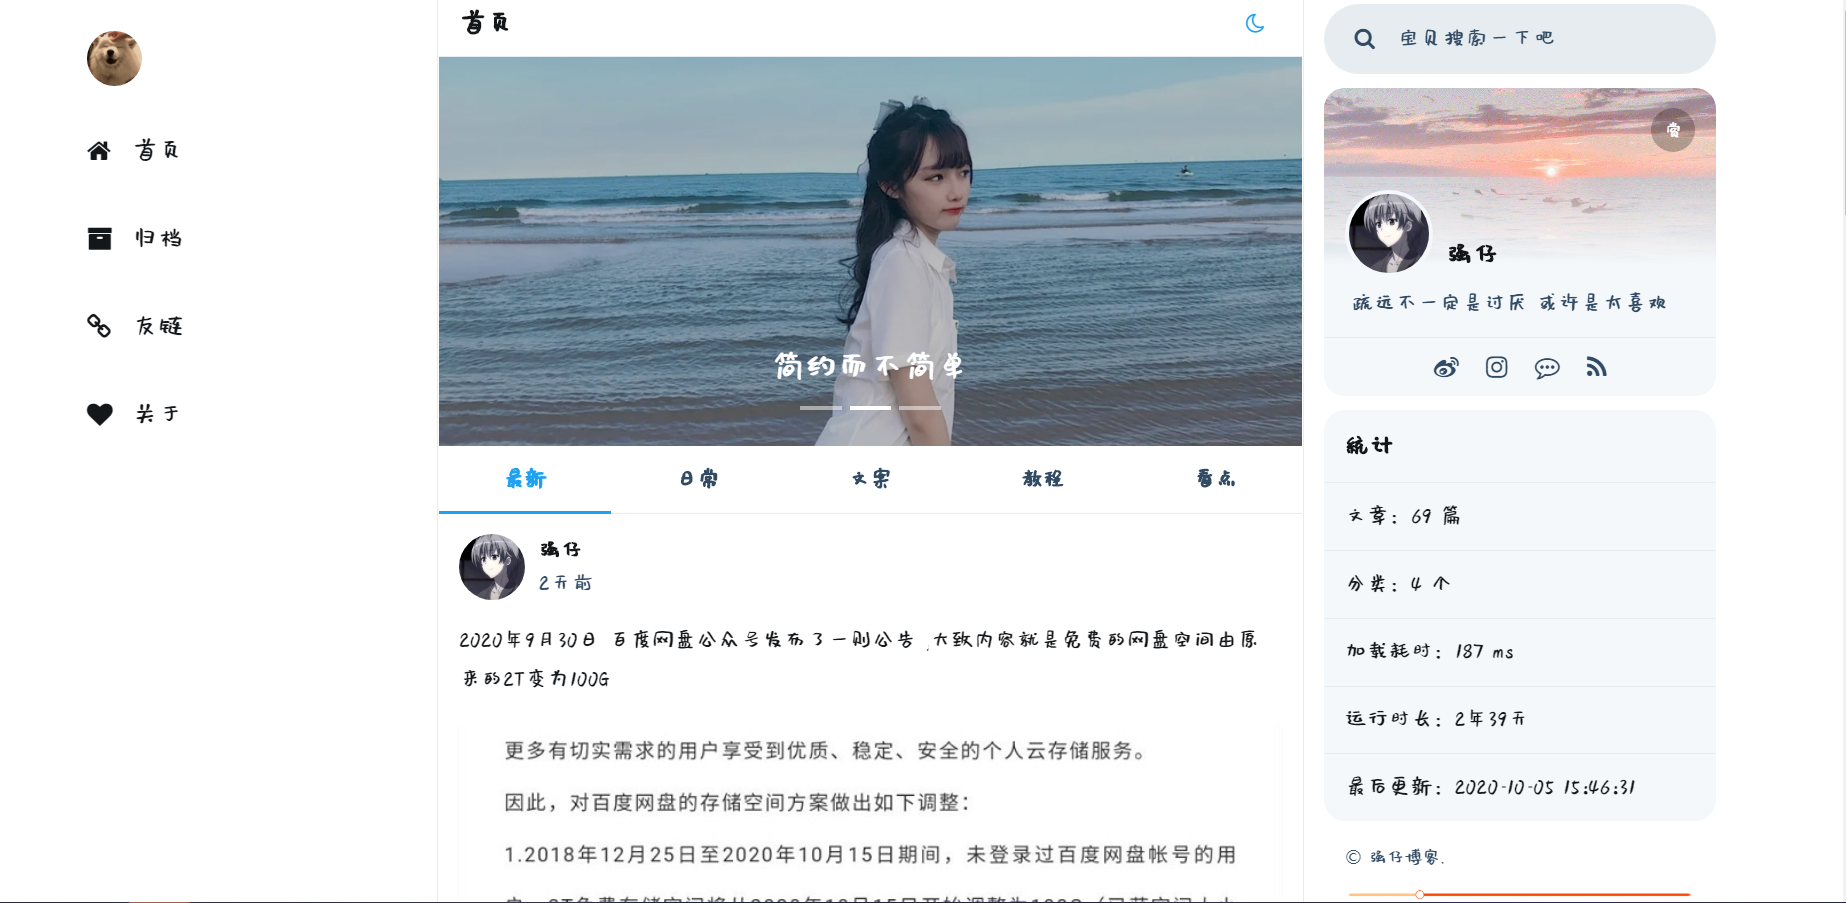 首页
归档
友链
关于
首页
简约而不简单
最新 日常 文案 教程 看点
强仔
2天前
2020年9月30日 百度网盘公众号发布了一则公告 ,大致内容就是免费的网盘空间由原
来的2T变为100G
更多有切实需求的用户享受到优质、稳定、安全的个人云存储服务。
因此，对百度网盘的存储空间方案做出如下调整：
1.2018年12月25日至2020年10月15日期间，未登录过百度网盘帐号的用
宝贝搜索一下吧
赏
强仔
疏远不一定是讨厌 或许是太喜欢
統计
文章：69 篇
分类：4 个
加载耗时：187 ms
运行时长：2年39天
最后更新：2020-10-05 15:46:31
© 强仔博客.